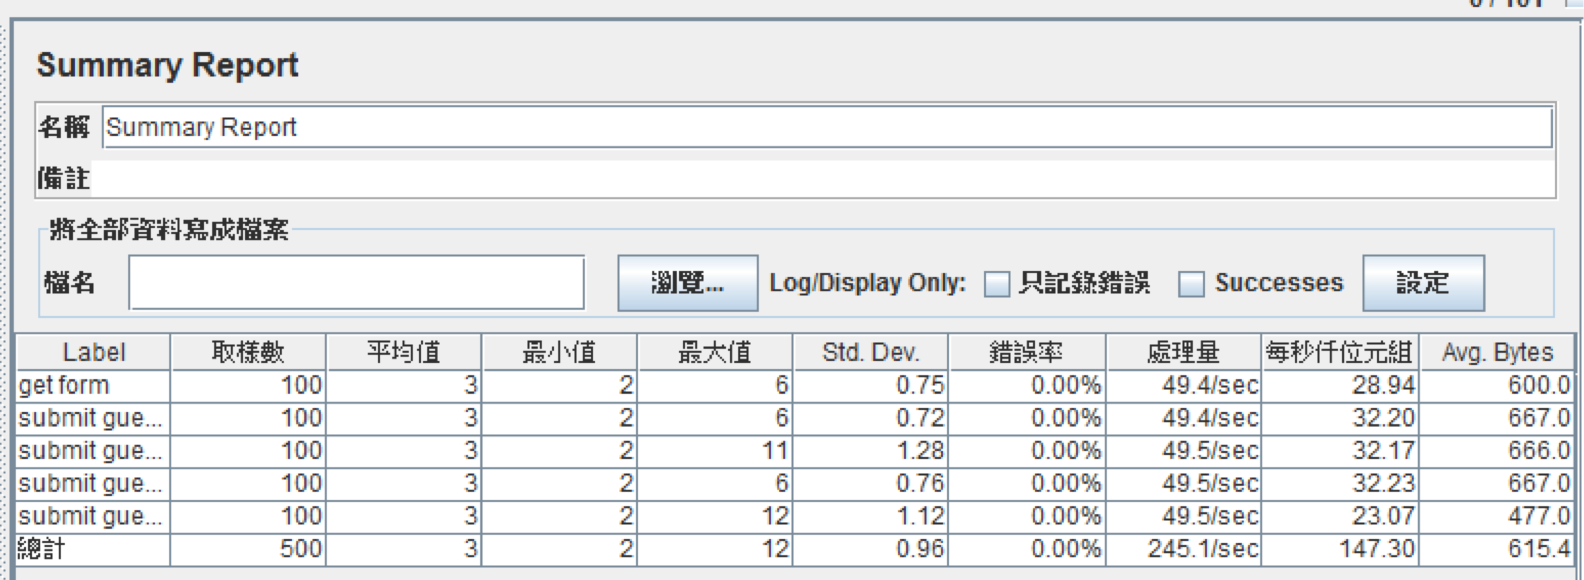 Summary Report
名稱 Summary Report
備註
將全部資料寫成檔案
檔名 瀏覽... Log/Display Only: 只記錄錯誤 Successes 設定
Label 取樣數 平均值 最小值 最大值 Std. Dev. 錯誤率 處理量 每秒仟位元組 Avg. Bytes
get form 100 3 2 6 0.75 0.00% 49.4/sec 28.94 600.0
submit gue... 100 3 2 6 0.72 0.00% 49.4/sec 32.20 667.0
submit gue... 100 3 2 11 1.28 0.00% 49.5/sec 32.17 666.0
submit gue... 100 3 2 6 0.76 0.00% 49.5/sec 32.23 667.0
submit gue... 100 3 2 12 1.12 0.00% 49.5/sec 23.07 477.0
總計 500 3 2 12 0.96 0.00% 245.1/sec 147.30 615.4